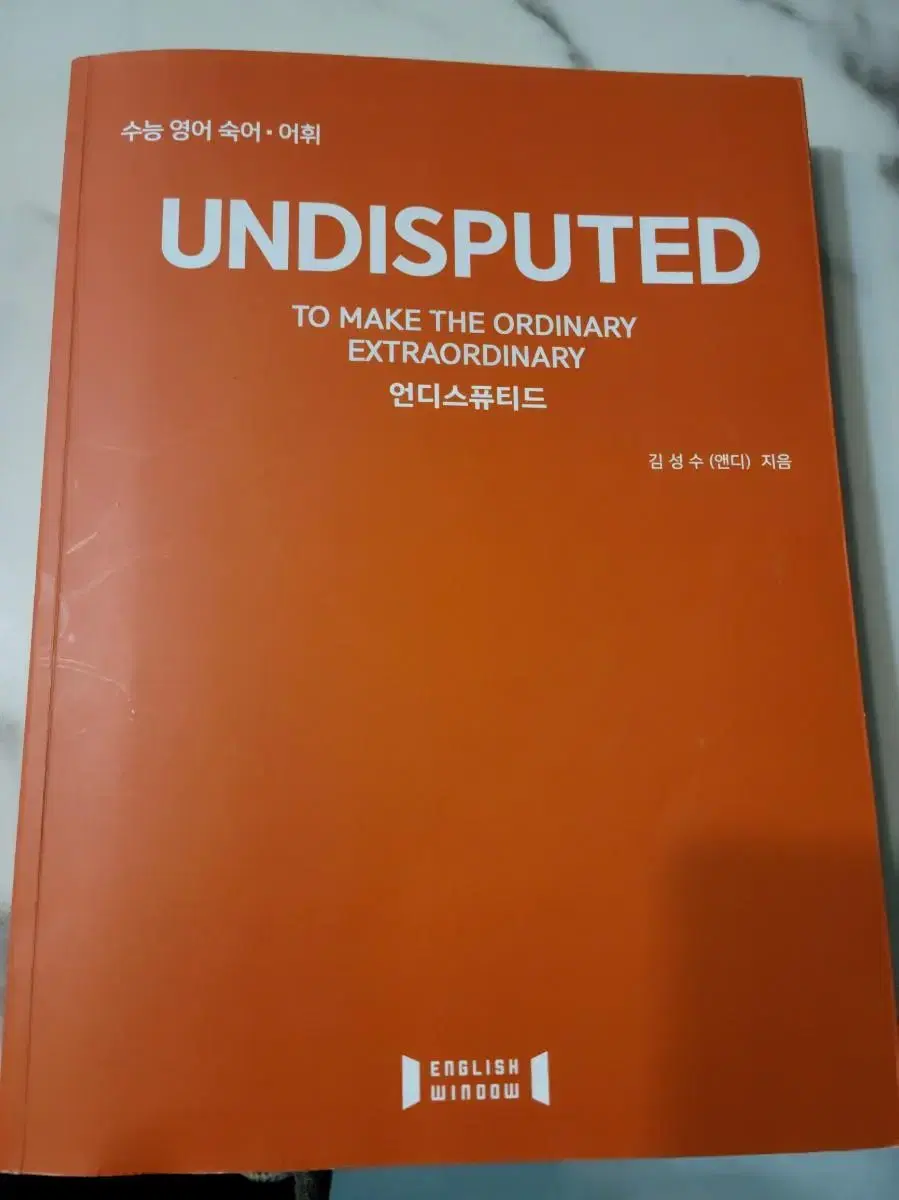 수능 영어 숙어·어휘
UNDISPUTED
TO MAKE THE ORDINARY
EXTRAORDINARY
언디스퓨티드
김 성 수 (앤디) 지음
ENGLISH
WINDOW